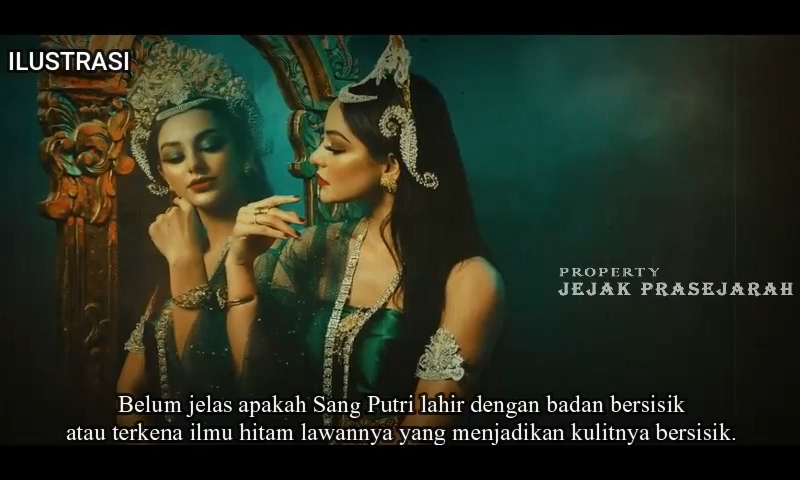 ILUSTRASI
PROPERTY
JEJAK PRASEJARAH
Belum jelas apakah Sang Putri lahir dengan badan bersisik
atau terkena ilmu hitam lawannya yang menjadikan kulitnya bersisik.